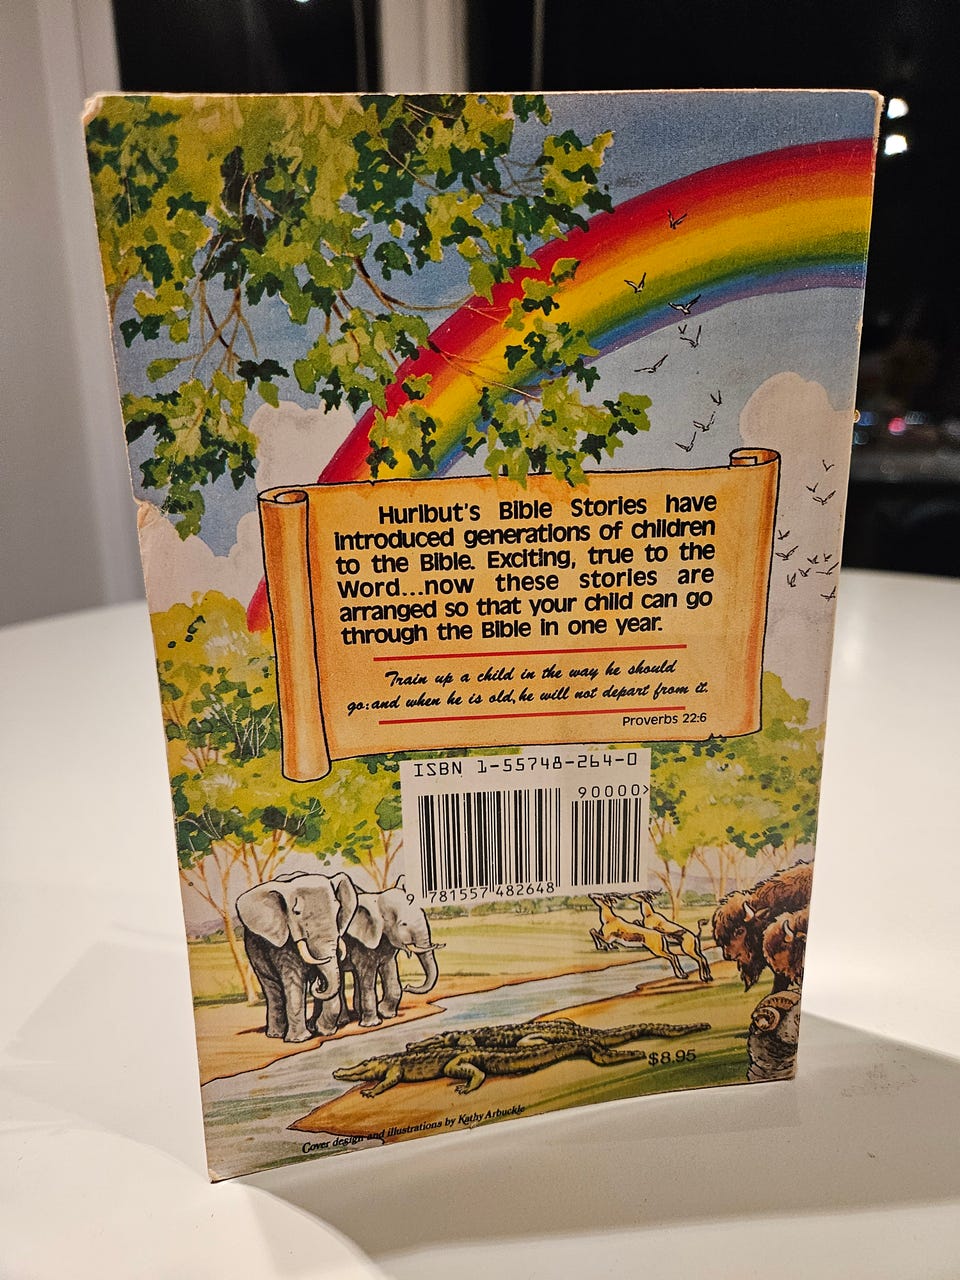 Hurlbut's Bible Stories have
introduced generations of children
to the Bible. Exciting, true to the
Word...now these stories are
arranged so that your child can go
through the Bible in one year.
Train up a child in the way he should
go: and when he is old, he will not depart from it.
Proverbs 22:6
ISBN 1-55748-264-0
90000>
9 781557 482648
$8.95
Cover design and illustrations by Kathy Arbuckle